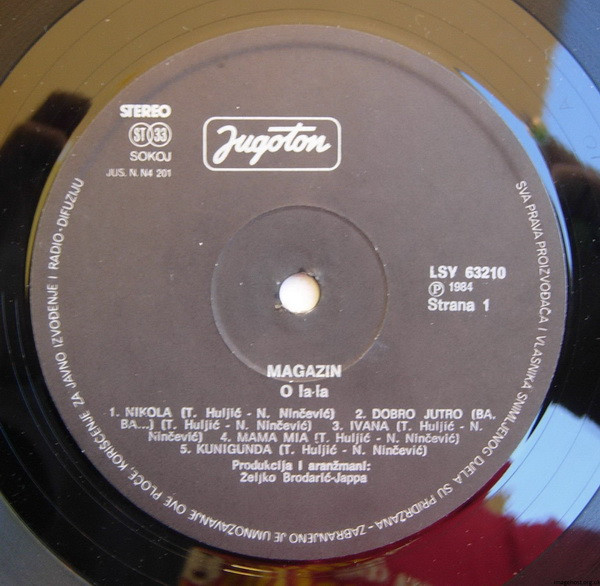 STEREO
ST 33
SOKOJ
JUS. N. N4 201
Jugoton
LSY 63210
℗ 1984
Strana 1
MAGAZIN
O la-la
1. NIKOLA (T. Huljić - N. Ninčević) 2. DOBRO JUTRO (BA,
BA...) (T. Huljić - N. Ninčević) 3. IVANA (T. Huljić - N.
Ninčević) 4. MAMA MIA (T. Huljić - N. Ninčević)
5. KUNIGUNDA (T. Huljić - N. Ninčević)
Produkcija i aranžmani:
Željko Brodarić-Jappa
SVA PRAVA PROIZVOĐAČA I VLASNIKA SNIMLJENOG DJELA SU PRIDRŽANA - ZABRANJENO JE UMNOŽAVANJE OVE PLOČE, KORIŠĆENJE ZA JAVNO IZVOĐENJE I RADIO-DIFUZIJU